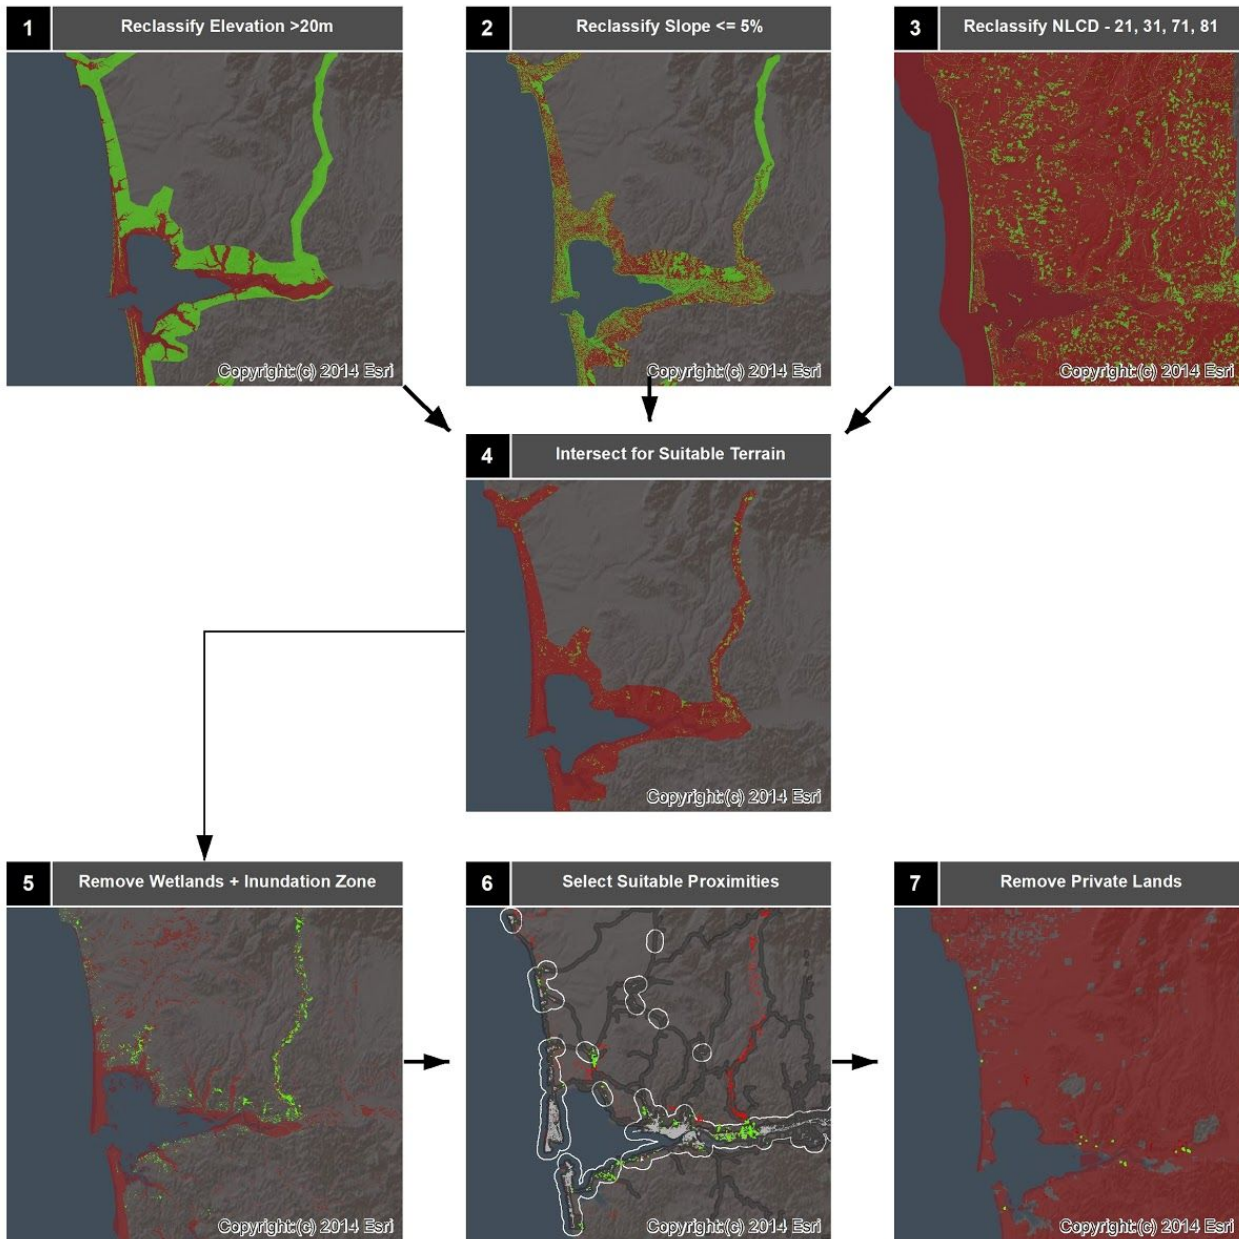 1 Reclassify Elevation >20m
2 Reclassify Slope <= 5%
3 Reclassify NLCD - 21, 31, 71, 81
Copyright:(c) 2014 Esri
Copyright:(c) 2014 Esri
Copyright:(c) 2014 Esri
4 Intersect for Suitable Terrain
Copyright:(c) 2014 Esri
5 Remove Wetlands + Inundation Zone
6 Select Suitable Proximities
7 Remove Private Lands
Copyright:(c) 2014 Esri
Copyright:(c) 2014 Esri
Copyright:(c) 2014 Esri